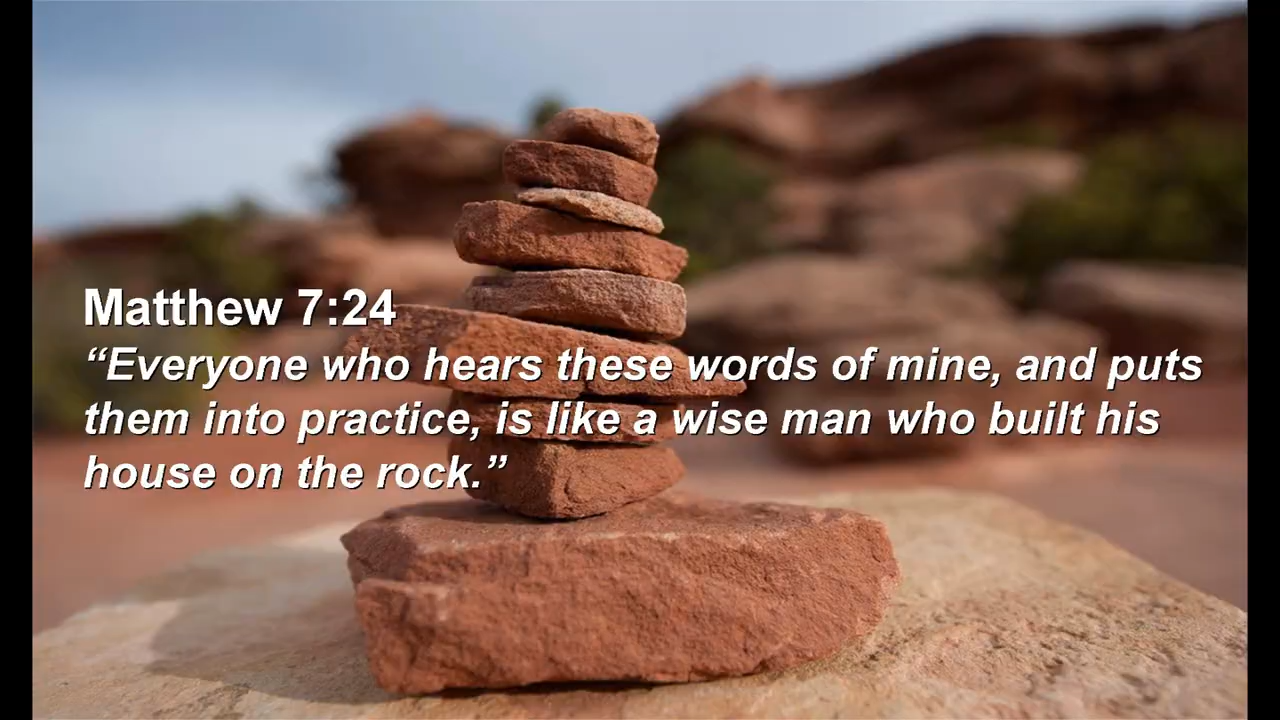 Matthew 7:24
“Everyone who hears these words of mine, and puts
them into practice, is like a wise man who built his
house on the rock.”